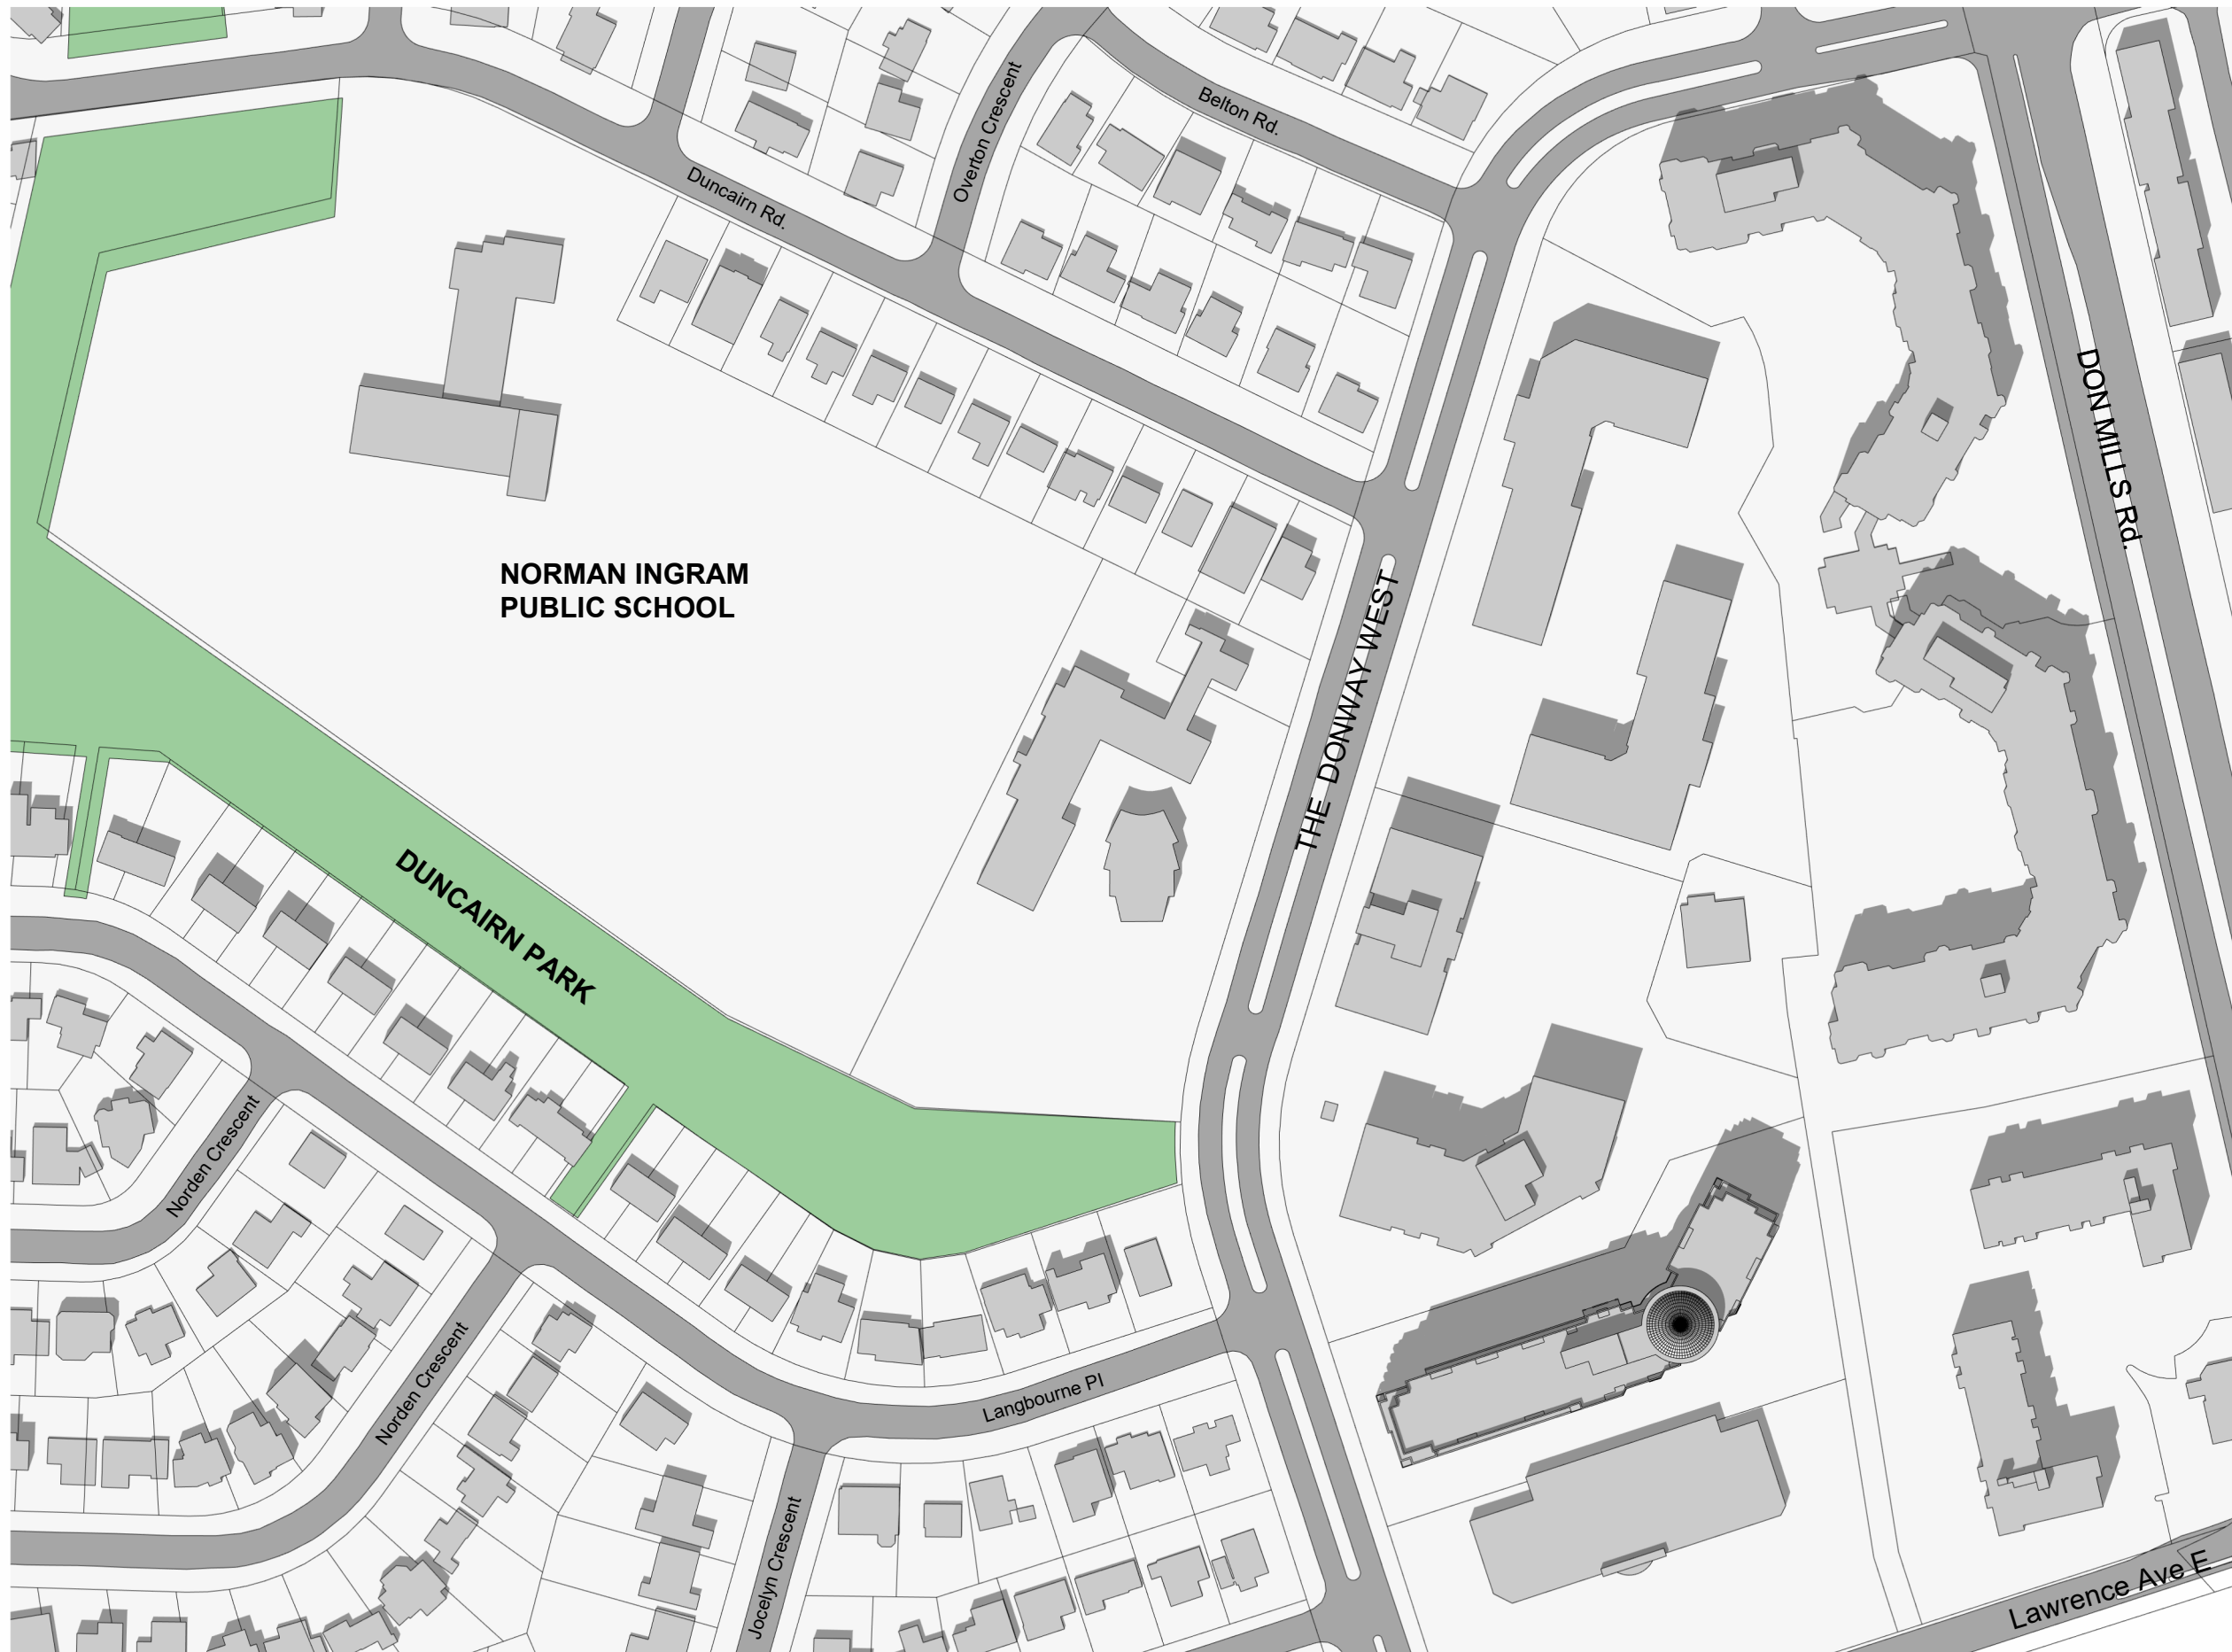 Belton Rd.
Overton Crescent
Duncairn Rd.
DON MILLS Rd.
NORMAN INGRAM
PUBLIC SCHOOL
THE DONWAY WEST
DUNCAIRN PARK
Norden Crescent
Norden Crescent
Langbourne Pl
Jocelyn Crescent
Lawrence Ave E